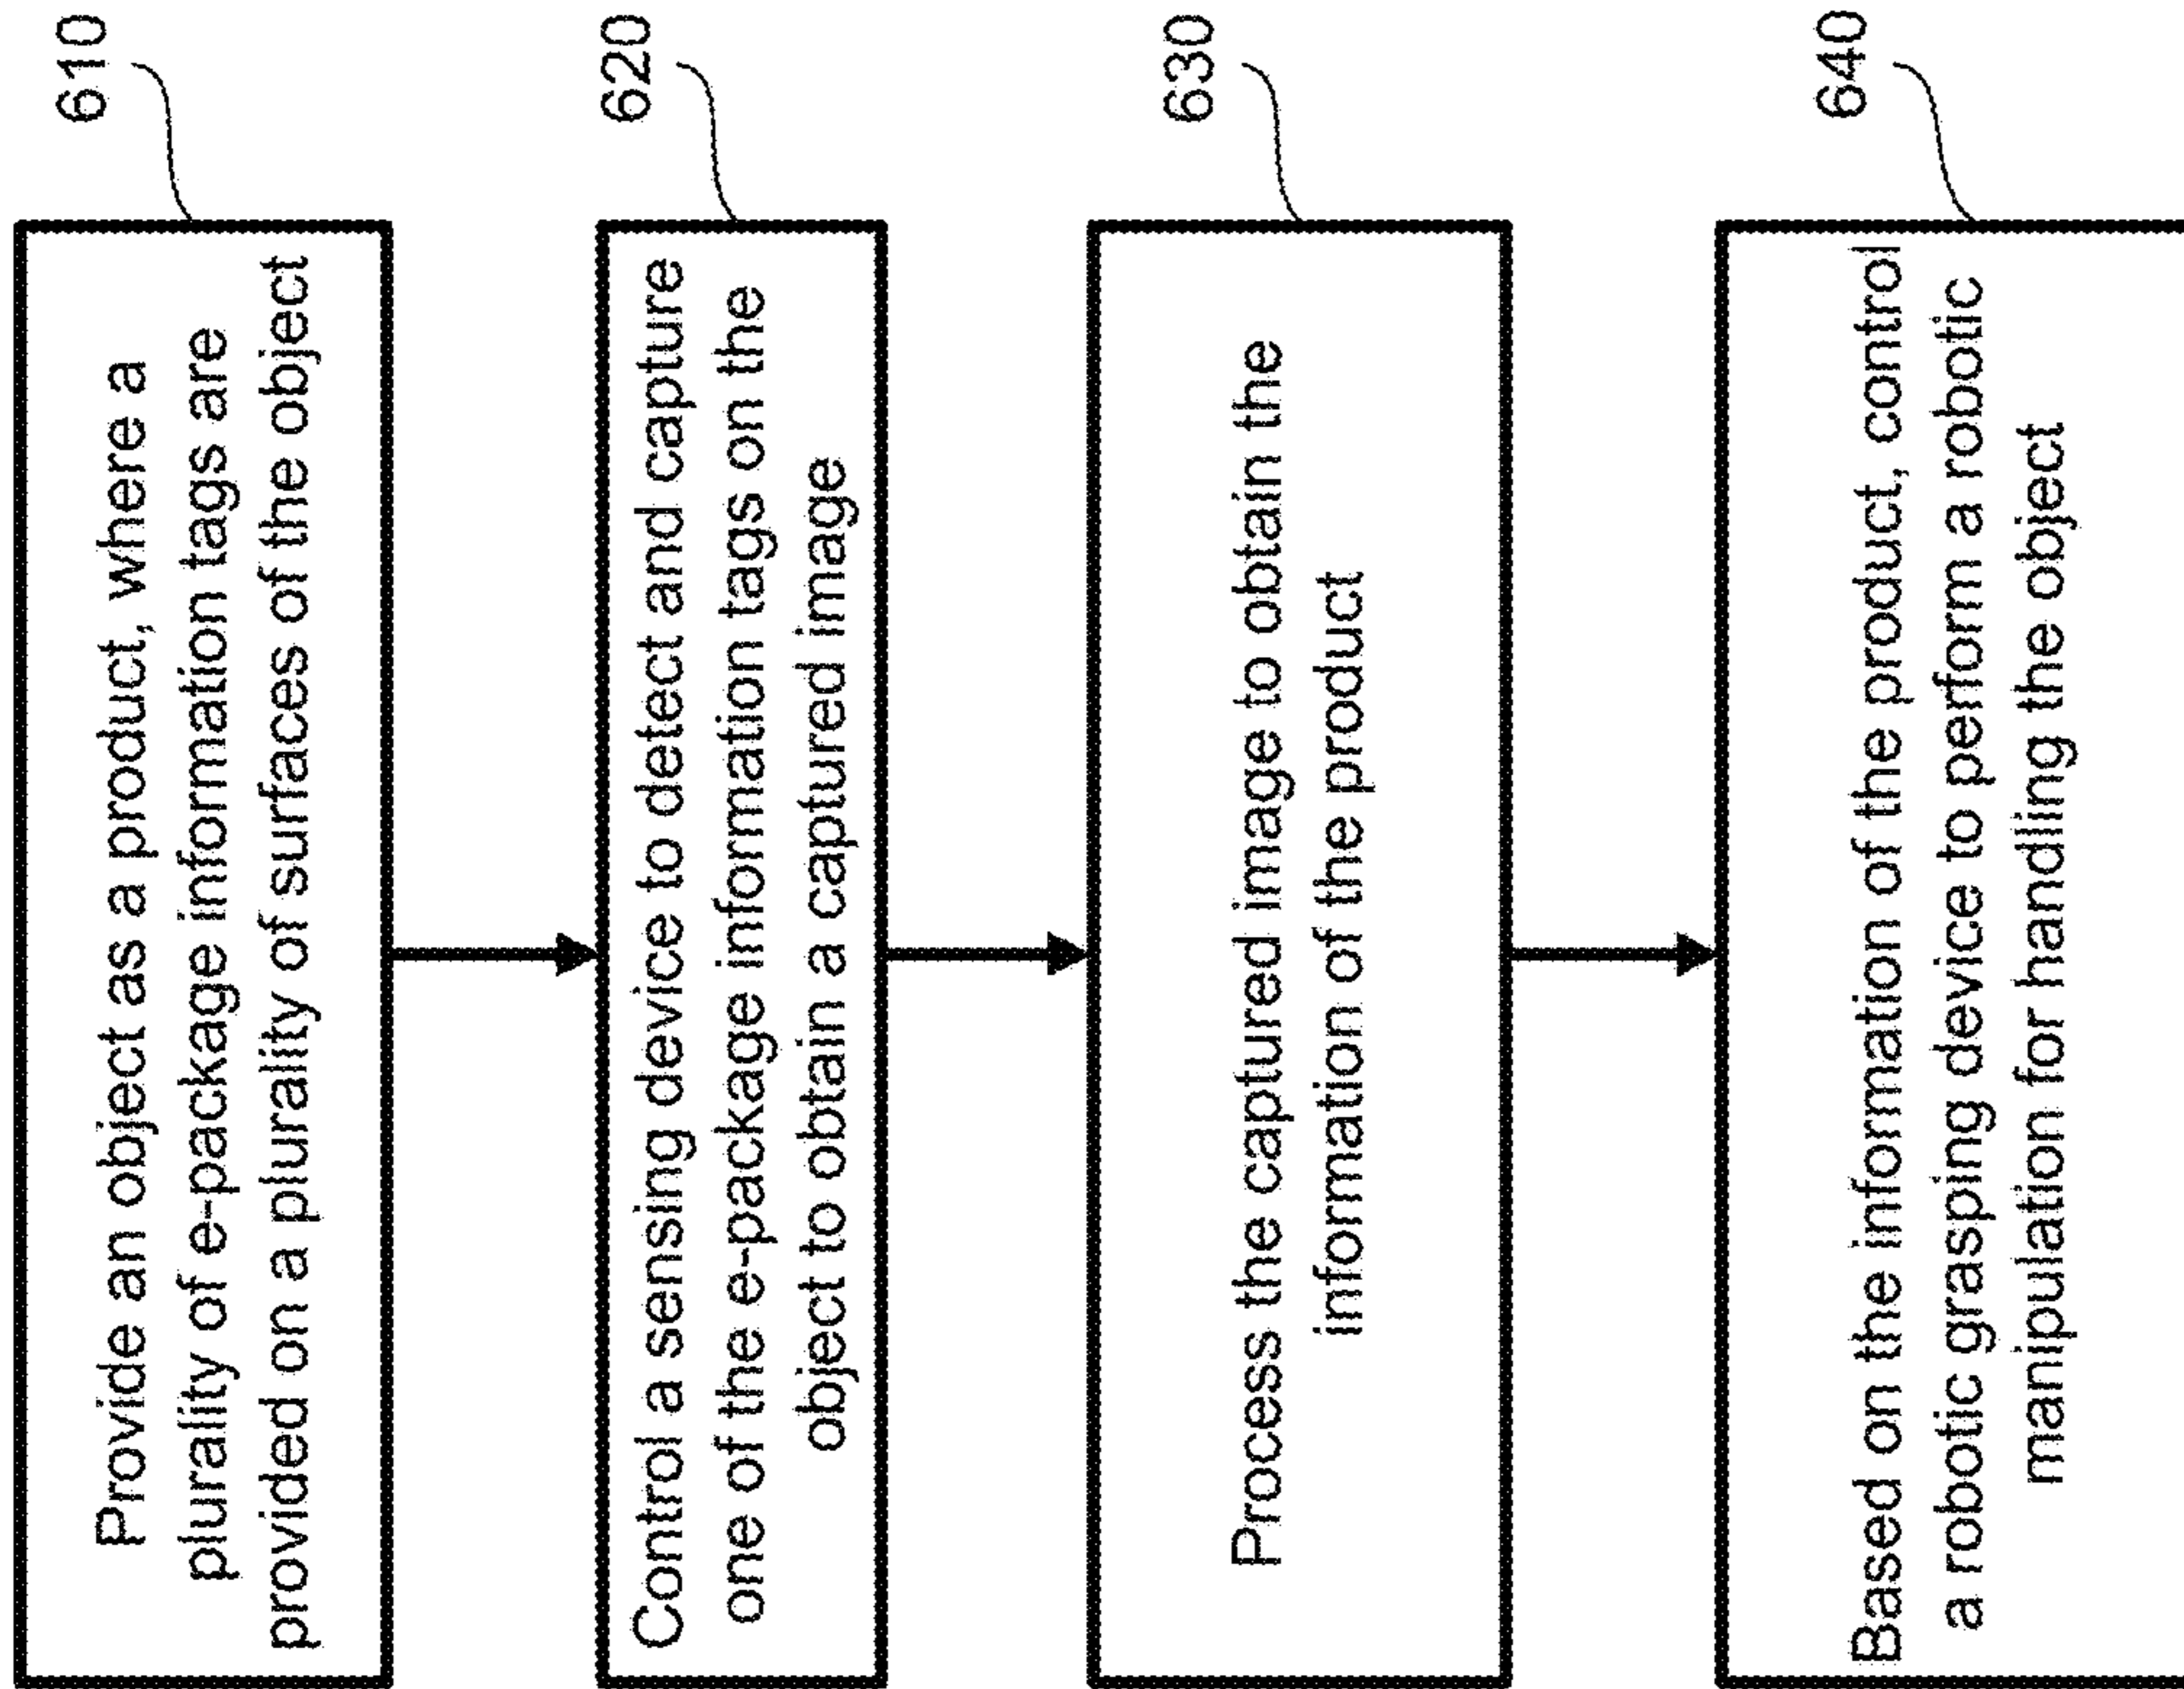 610
Provide an object as a product, where a
plurality of e-package information tags are
provided on a plurality of surfaces of the object
620
Control a sensing device to detect and capture
one of the e-package information tags on the
object to obtain a captured image
630
Process the captured image to obtain the
information of the product
640
Based on the information of the product, control
a robotic grasping device to perform a robotic
manipulation for handling the object